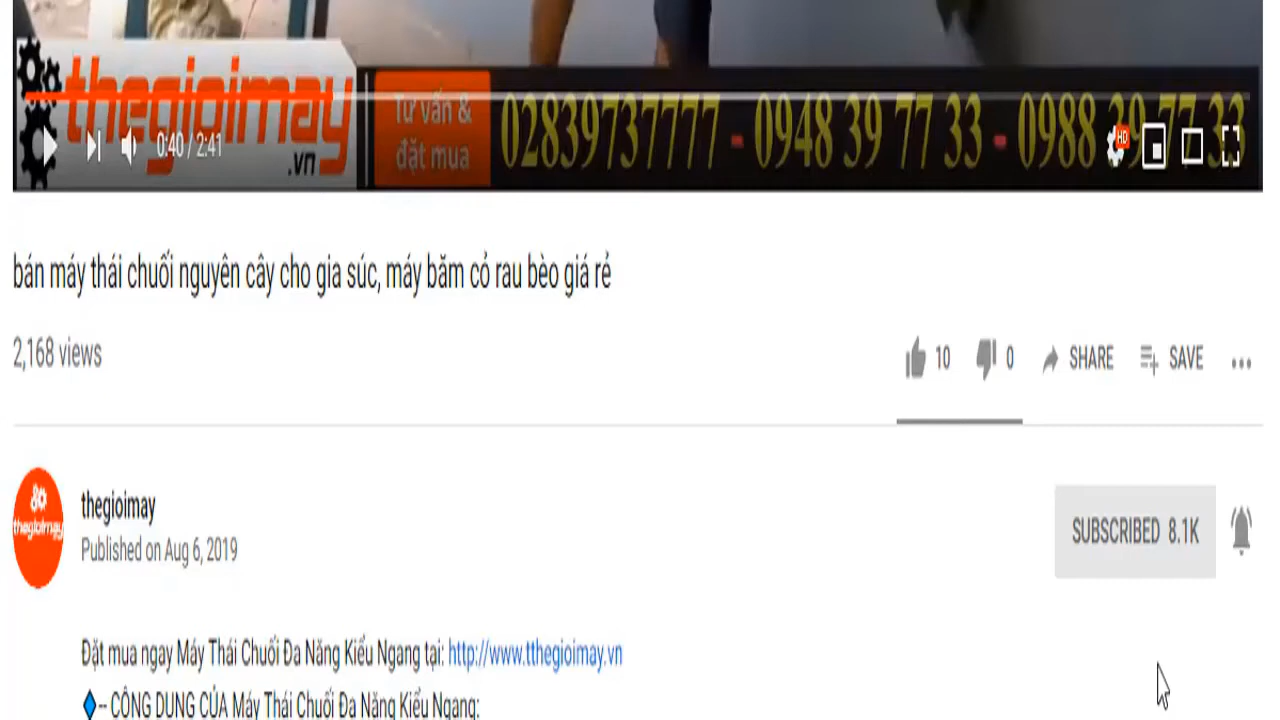 thegioimay
.vn
Tư vấn &
đặt mua
02839737777 - 0948 39 77 33 - 0988 39 77 33
0:40 / 2:41
HD
bán máy thái chuối nguyên cây cho gia súc, máy băm cỏ rau bèo giá rẻ
2,168 views
10 0 SHARE SAVE
thegioimay
thegioimay
Published on Aug 6, 2019
SUBSCRIBED 8.1K
Đặt mua ngay Máy Thái Chuối Đa Năng Kiểu Ngang tại: http://www.tthegioimay.vn
-- CÔNG DỤNG CỦA Máy Thái Chuối Đa Năng Kiểu Ngang: